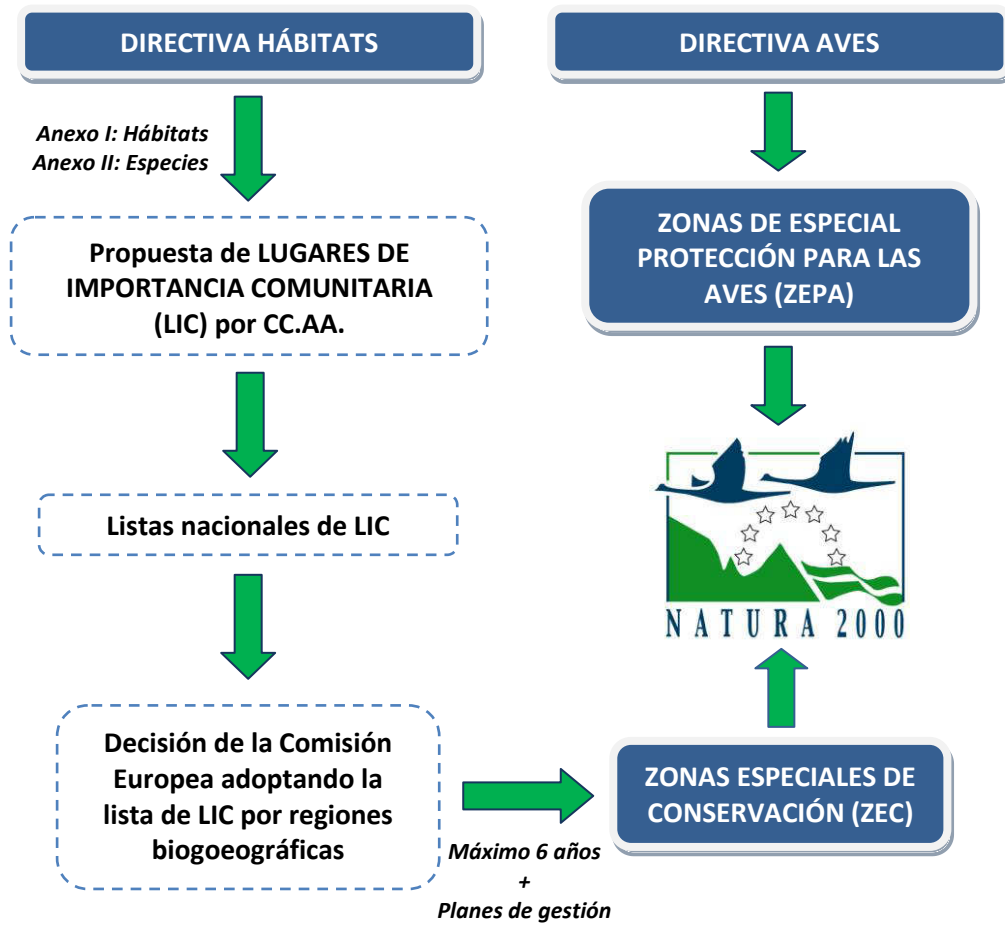 DIRECTIVA HÁBITATS
Anexo I: Hábitats
Anexo II: Especies
Propuesta de LUGARES DE
IMPORTANCIA COMUNITARIA
(LIC) por CC.AA.
Listas nacionales de LIC
Decisión de la Comisión
Europea adoptando la
lista de LIC por regiones
biogoeográficas
Máximo 6 años
+
Planes de gestión
DIRECTIVA AVES
ZONAS DE ESPECIAL
PROTECCIÓN PARA LAS
AVES (ZEPA)
NATURA 2000
ZONAS ESPECIALES DE
CONSERVACIÓN (ZEC)